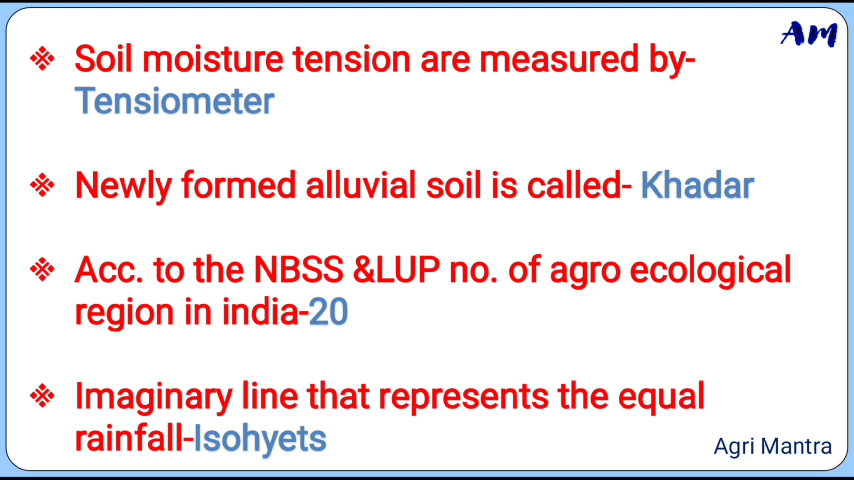 AM
❖ Soil moisture tension are measured by-
Tensiometer
❖ Newly formed alluvial soil is called- Khadar
❖ Acc. to the NBSS &LUP no. of agro ecological
region in india-20
❖ Imaginary line that represents the equal
rainfall-Isohyets
Agri Mantra